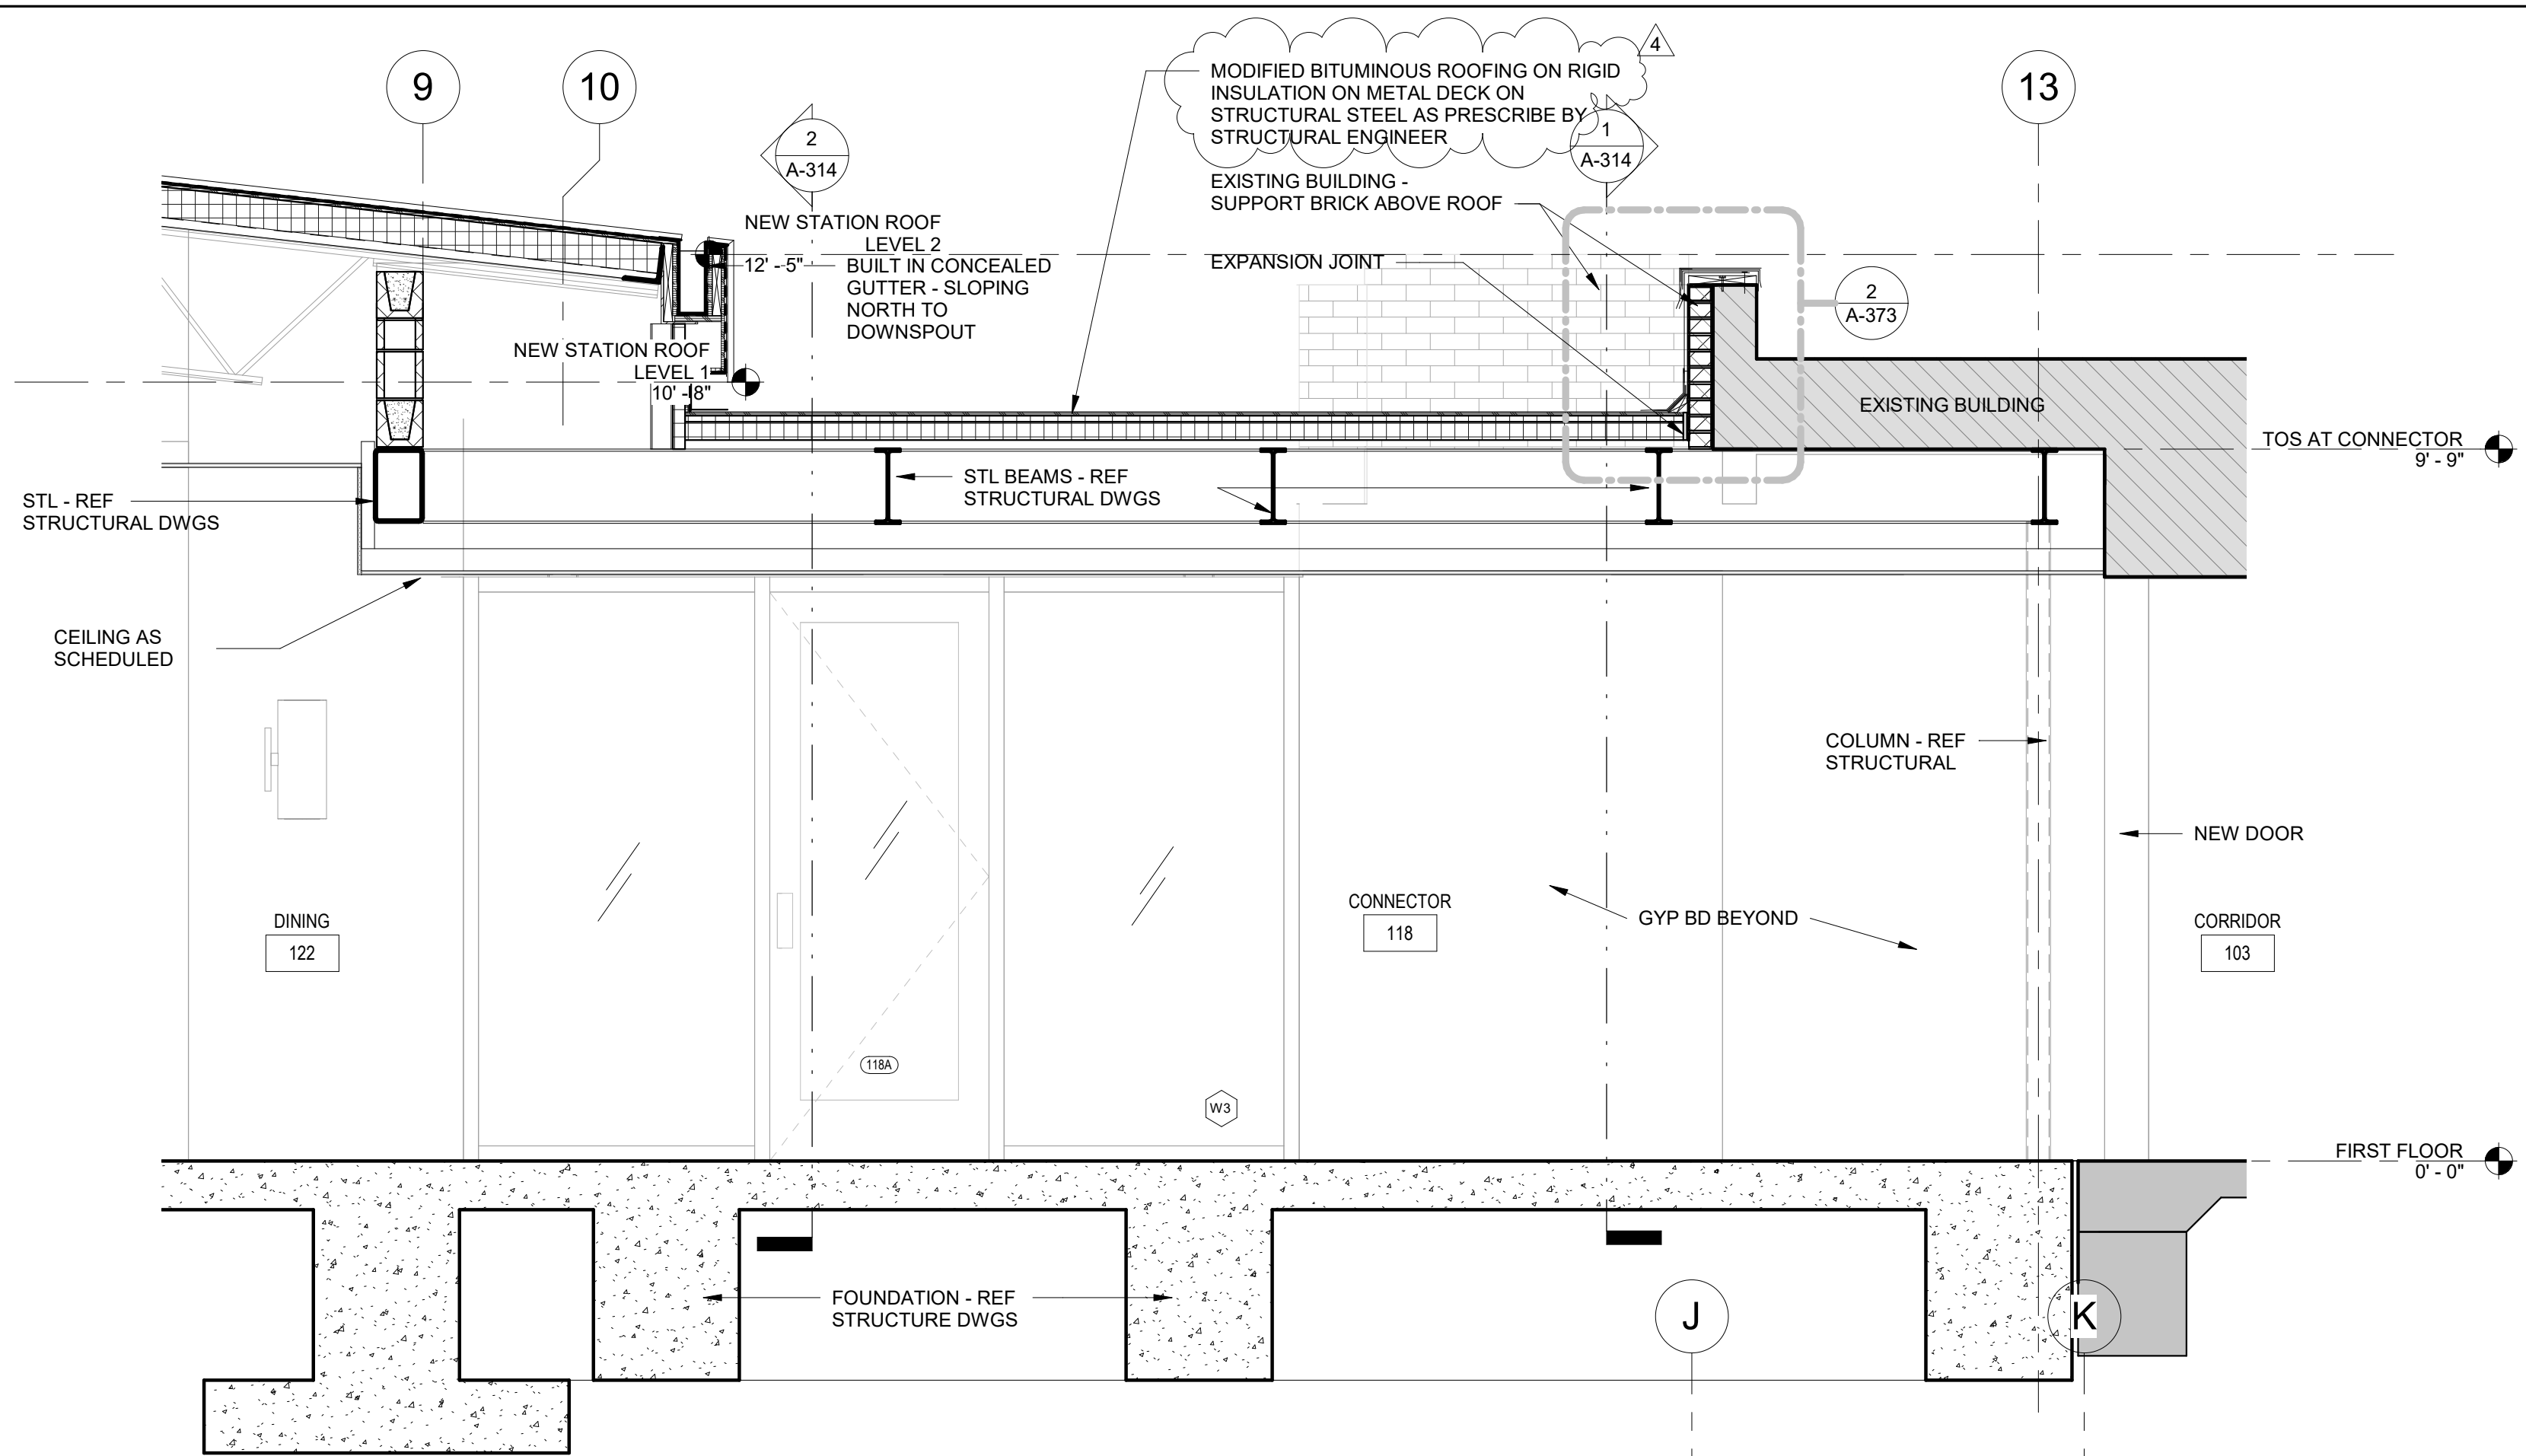 9
10
13
4
MODIFIED BITUMINOUS ROOFING ON RIGID
INSULATION ON METAL DECK ON
STRUCTURAL STEEL AS PRESCRIBE BY
STRUCTURAL ENGINEER
2
A-314
1
A-314
EXISTING BUILDING -
SUPPORT BRICK ABOVE ROOF
NEW STATION ROOF
LEVEL 2
12' - 5"
BUILT IN CONCEALED
GUTTER - SLOPING
NORTH TO
DOWNSPOUT
EXPANSION JOINT
2
A-373
NEW STATION ROOF
LEVEL 1
10' - 8"
EXISTING BUILDING
TOS AT CONNECTOR
9' - 9"
STL - REF
STRUCTURAL DWGS
STL BEAMS - REF
STRUCTURAL DWGS
CEILING AS
SCHEDULED
COLUMN - REF
STRUCTURAL
NEW DOOR
DINING
122
CONNECTOR
118
GYP BD BEYOND
CORRIDOR
103
118A
W3
FIRST FLOOR
0' - 0"
FOUNDATION - REF
STRUCTURE DWGS
J
K